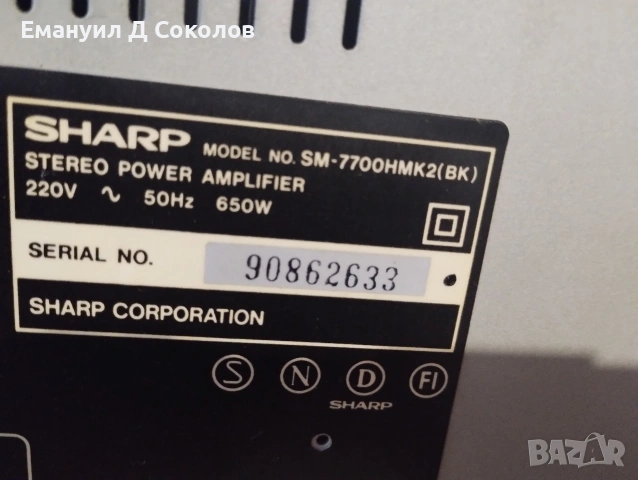 Емануил Д Соколов
SHARP MODEL NO. SM-7700HMK2(BK)
STEREO POWER AMPLIFIER
220V ∿ 50Hz 650W
SERIAL NO. 90862633
SHARP CORPORATION
S N D FI
SHARP
BAZAR